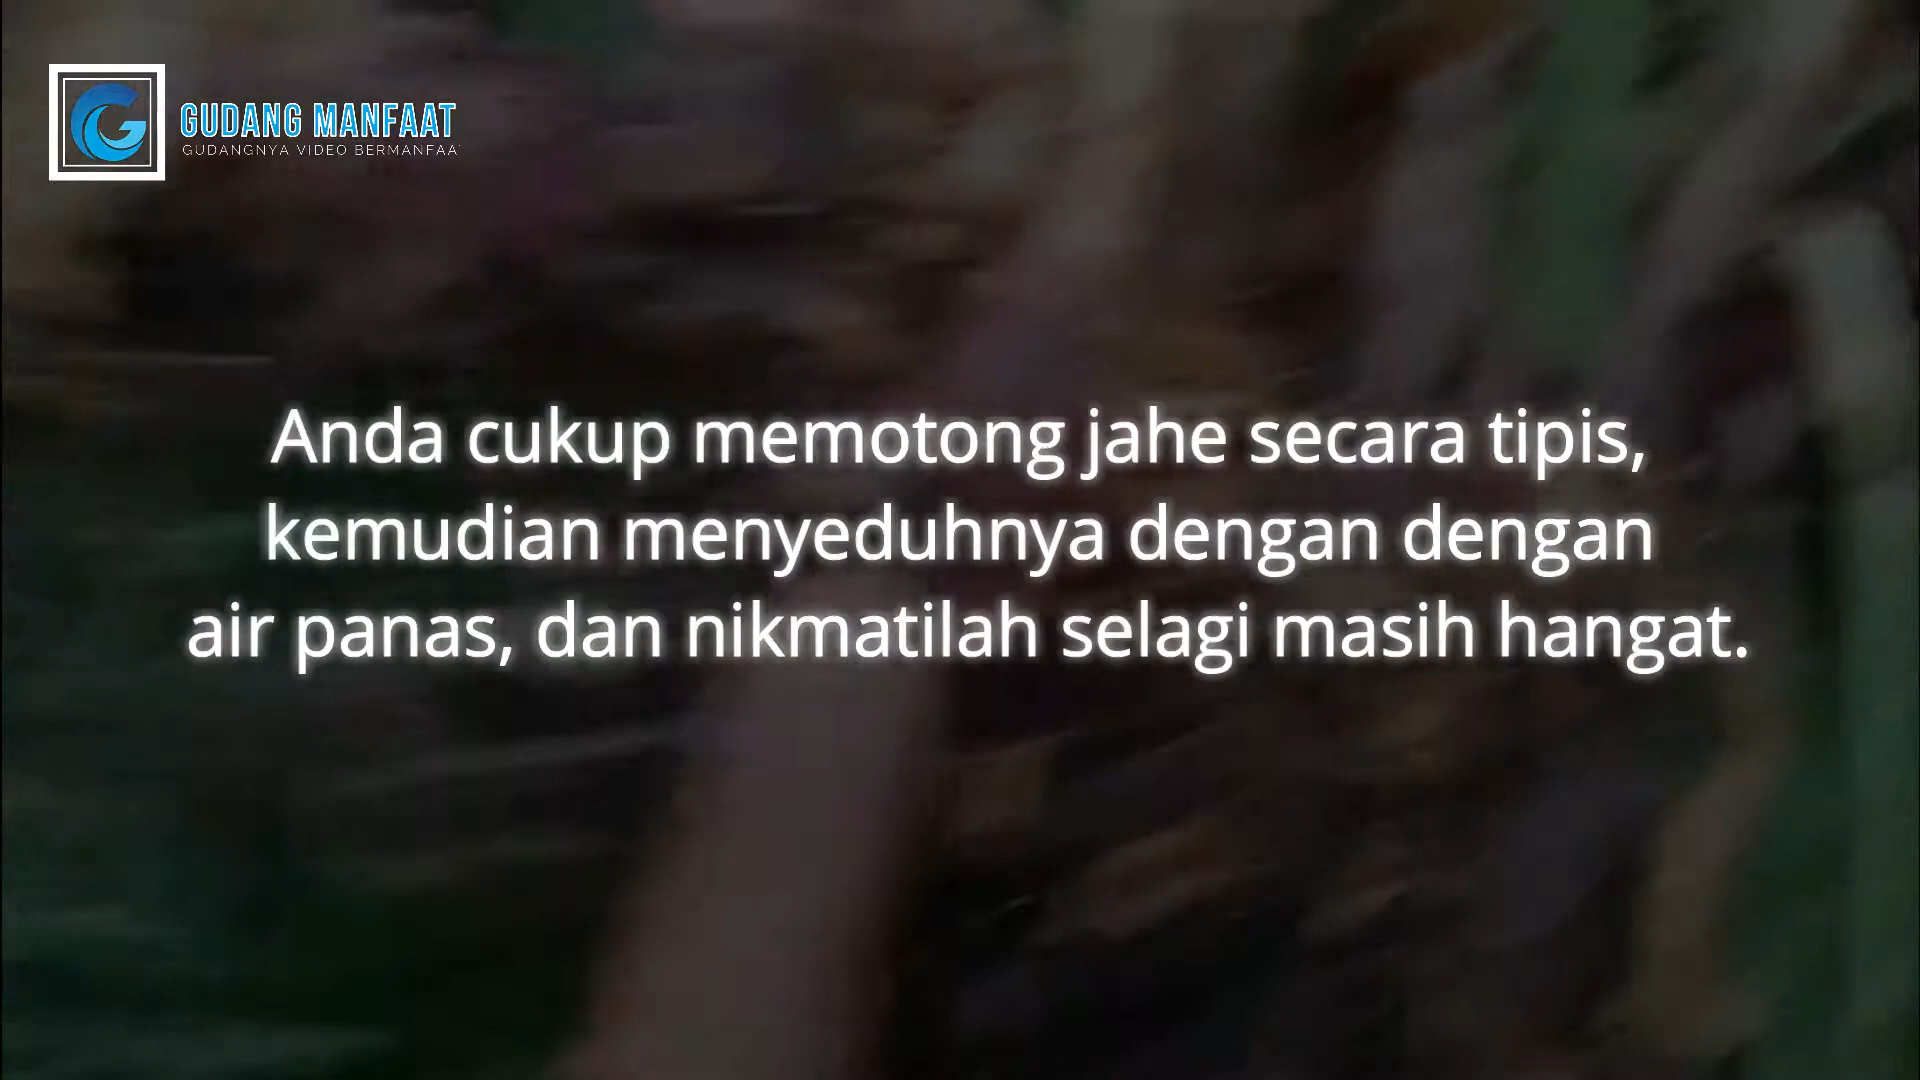 GUDANG MANFAAT
GUDANGNYA VIDEO BERMANFAA
Anda cukup memotong jahe secara tipis,
kemudian menyeduhnya dengan dengan
air panas, dan nikmatilah selagi masih hangat.